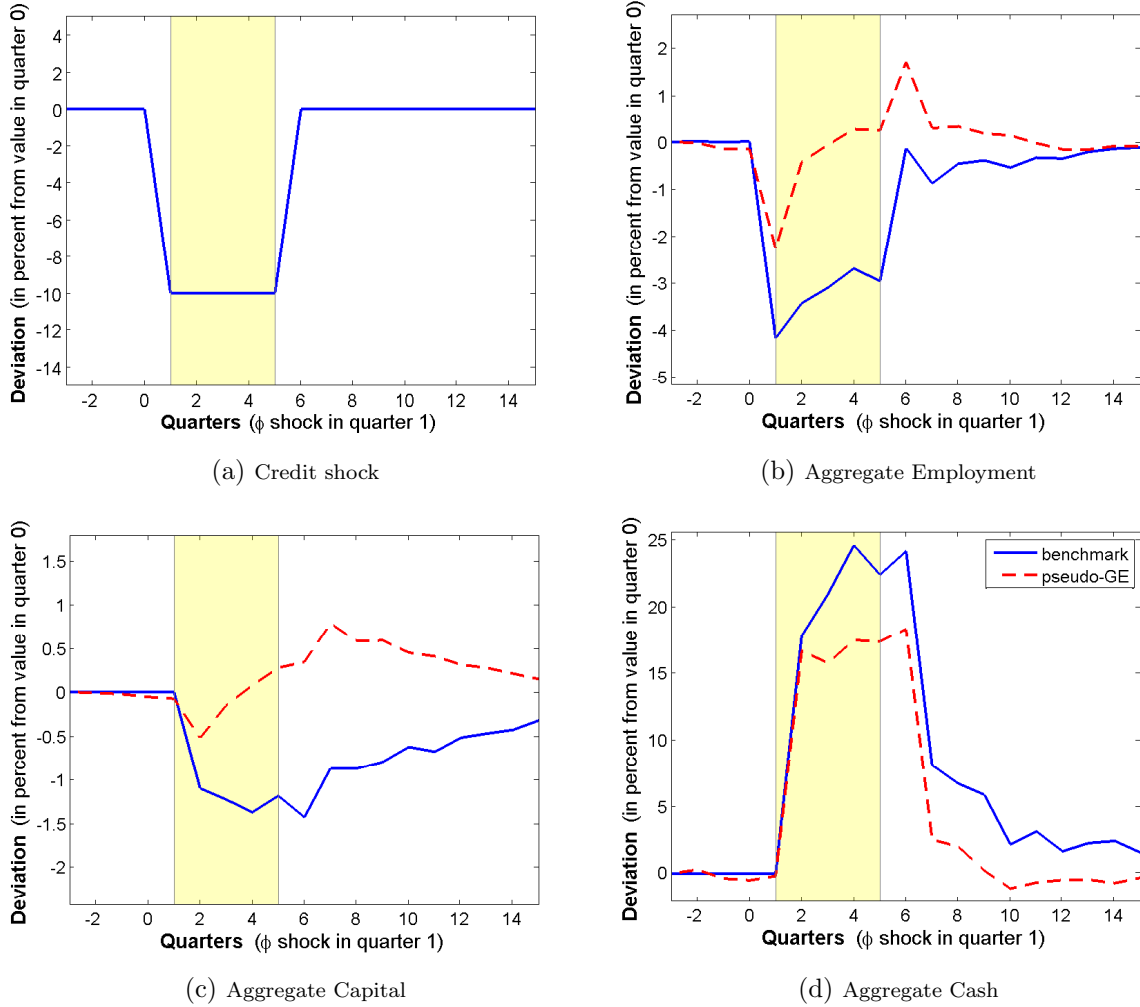 Deviation (in percent from value in quarter 0)
4
2
0
-2
-4
-6
-8
-10
-12
-14
-2 0 2 4 6 8 10 12 14
Quarters (ϕ shock in quarter 1)
(a) Credit shock
Deviation (in percent from value in quarter 0)
2
1
0
-1
-2
-3
-4
-5
-2 0 2 4 6 8 10 12 14
Quarters (ϕ shock in quarter 1)
(b) Aggregate Employment
Deviation (in percent from value in quarter 0)
1.5
1
0.5
0
-0.5
-1
-1.5
-2
-2 0 2 4 6 8 10 12 14
Quarters (ϕ shock in quarter 1)
(c) Aggregate Capital
Deviation (in percent from value in quarter 0)
25
20
15
10
5
0
benchmark
pseudo-GE
-2 0 2 4 6 8 10 12 14
Quarters (ϕ shock in quarter 1)
(d) Aggregate Cash